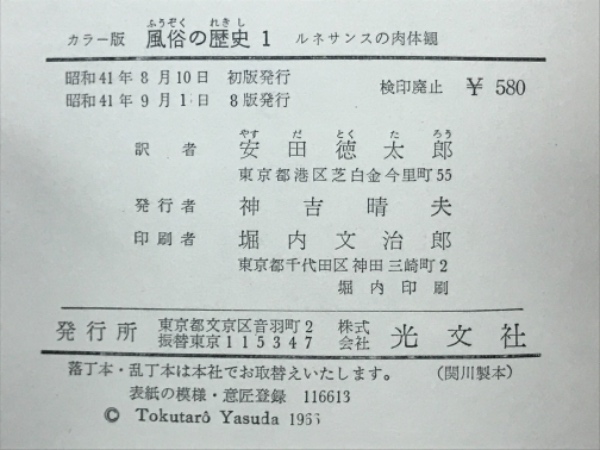 カラー版 風俗の歴史 1 ルネサンスの肉体観
ふうぞく れきし
昭和41年8月10日 初版発行
昭和41年9月1日 8版発行
検印廃止 ¥ 580
やす だ とく た ろう
訳者 安田徳太郎
東京都港区芝白金今里町55
発行者 神吉晴夫
印刷者 堀内文治郎
東京都千代田区神田三崎町2
堀内印刷
発行所 東京都文京区音羽町2 株式会社 光文社
振替東京115347
落丁本・乱丁本は本社でお取替えいたします。 (関川製本)
表紙の模様・意匠登録 116613
© Tokutarô Yasuda 1966